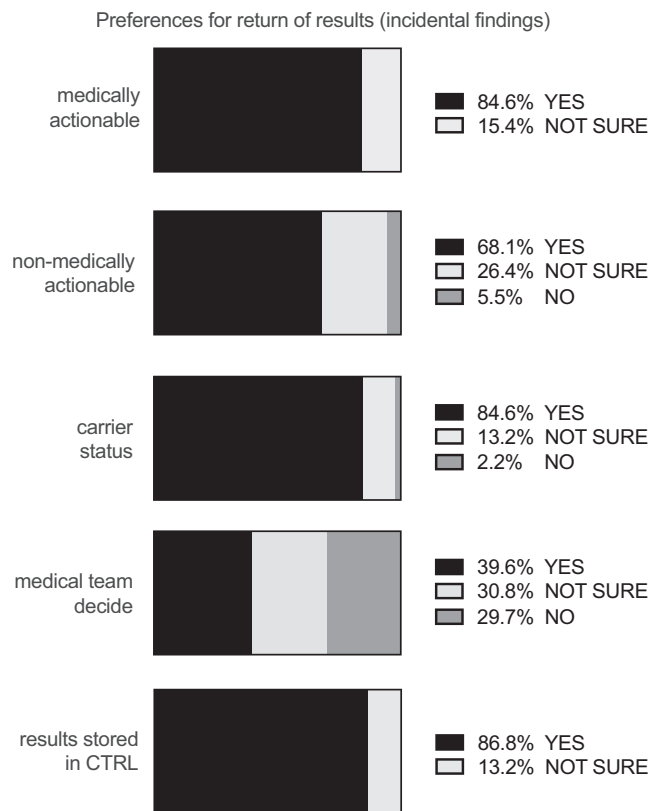 Preferences for return of results (incidental findings)
medically
actionable
84.6% YES
15.4% NOT SURE
non-medically
actionable
68.1% YES
26.4% NOT SURE
5.5% NO
carrier
status
84.6% YES
13.2% NOT SURE
2.2% NO
medical team
decide
39.6% YES
30.8% NOT SURE
29.7% NO
results stored
in CTRL
86.8% YES
13.2% NOT SURE